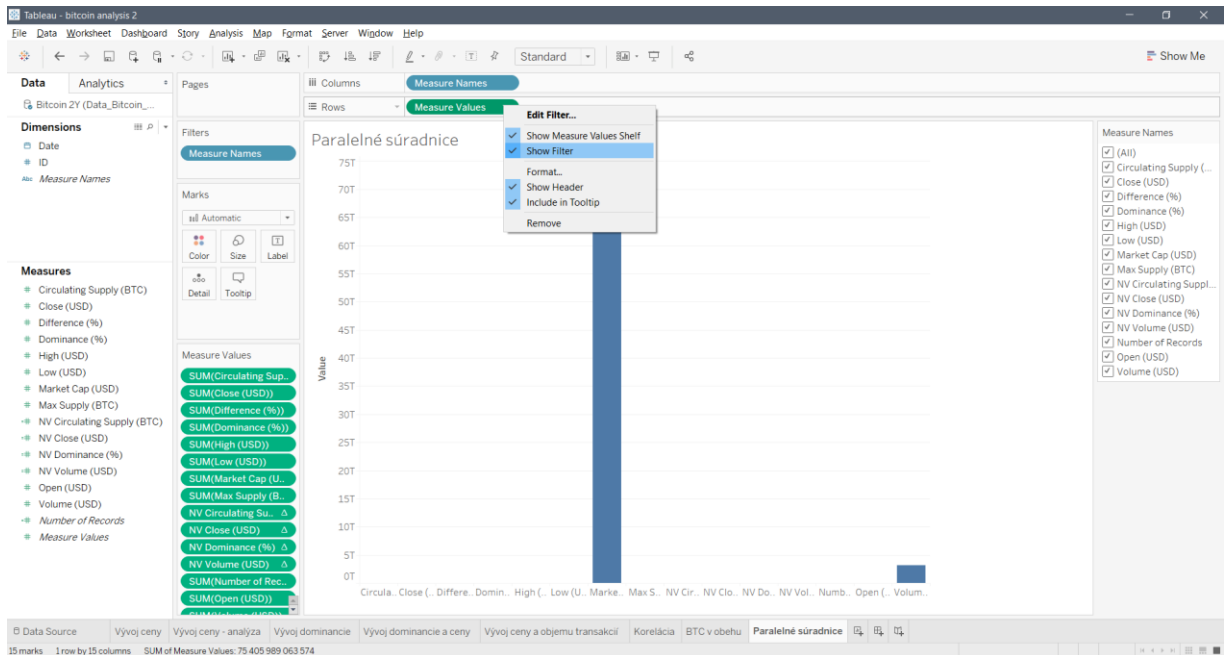 Tableau - bitcoin analysis 2
File Data Worksheet Dashboard Story Analysis Map Format Server Window Help
Standard
Show Me
Data Analytics
Bitcoin 2Y (Data_Bitcoin_...
Dimensions
Date
# ID
Abc Measure Names
Measures
# Circulating Supply (BTC)
# Close (USD)
# Difference (%)
# Dominance (%)
# High (USD)
# Low (USD)
# Market Cap (USD)
# Max Supply (BTC)
=# NV Circulating Supply (BTC)
=# NV Close (USD)
=# NV Dominance (%)
=# NV Volume (USD)
# Open (USD)
# Volume (USD)
=# Number of Records
# Measure Values
Pages
Filters
Measure Names
Marks
Automatic
Color Size Label
Detail Tooltip
Measure Values
SUM(Circulating Sup..
SUM(Close (USD))
SUM(Difference (%))
SUM(Dominance (%))
SUM(High (USD))
SUM(Low (USD))
SUM(Market Cap (U..
SUM(Max Supply (B..
NV Circulating Su.. Δ
NV Close (USD) Δ
NV Dominance (%) Δ
NV Volume (USD) Δ
SUM(Number of Rec..
SUM(Open (USD))
Columns Measure Names
Rows Measure Values
Edit Filter...
Show Measure Values Shelf
Show Filter
Format...
Show Header
Include in Tooltip
Remove
Paralelné súradnice
75T
70T
65T
60T
55T
50T
45T
40T
35T
30T
25T
20T
15T
10T
5T
0T
Value
Circula.. Close (.. Differe.. Domin.. High (.. Low (U.. Marke.. Max S.. NV Cir.. NV Clo.. NV Do.. NV Vol.. Numb.. Open (.. Volum..
Measure Names
(All)
Circulating Supply (...
Close (USD)
Difference (%)
Dominance (%)
High (USD)
Low (USD)
Market Cap (USD)
Max Supply (BTC)
NV Circulating Suppl...
NV Close (USD)
NV Dominance (%)
NV Volume (USD)
Number of Records
Open (USD)
Volume (USD)
Data Source Vývoj ceny Vývoj ceny - analýza Vývoj dominancie Vývoj dominancie a ceny Vývoj ceny a objemu transakcií Korelácia BTC v obehu Paralelné súradnice
15 marks 1 row by 15 columns SUM of Measure Values: 75 405 989 063 574